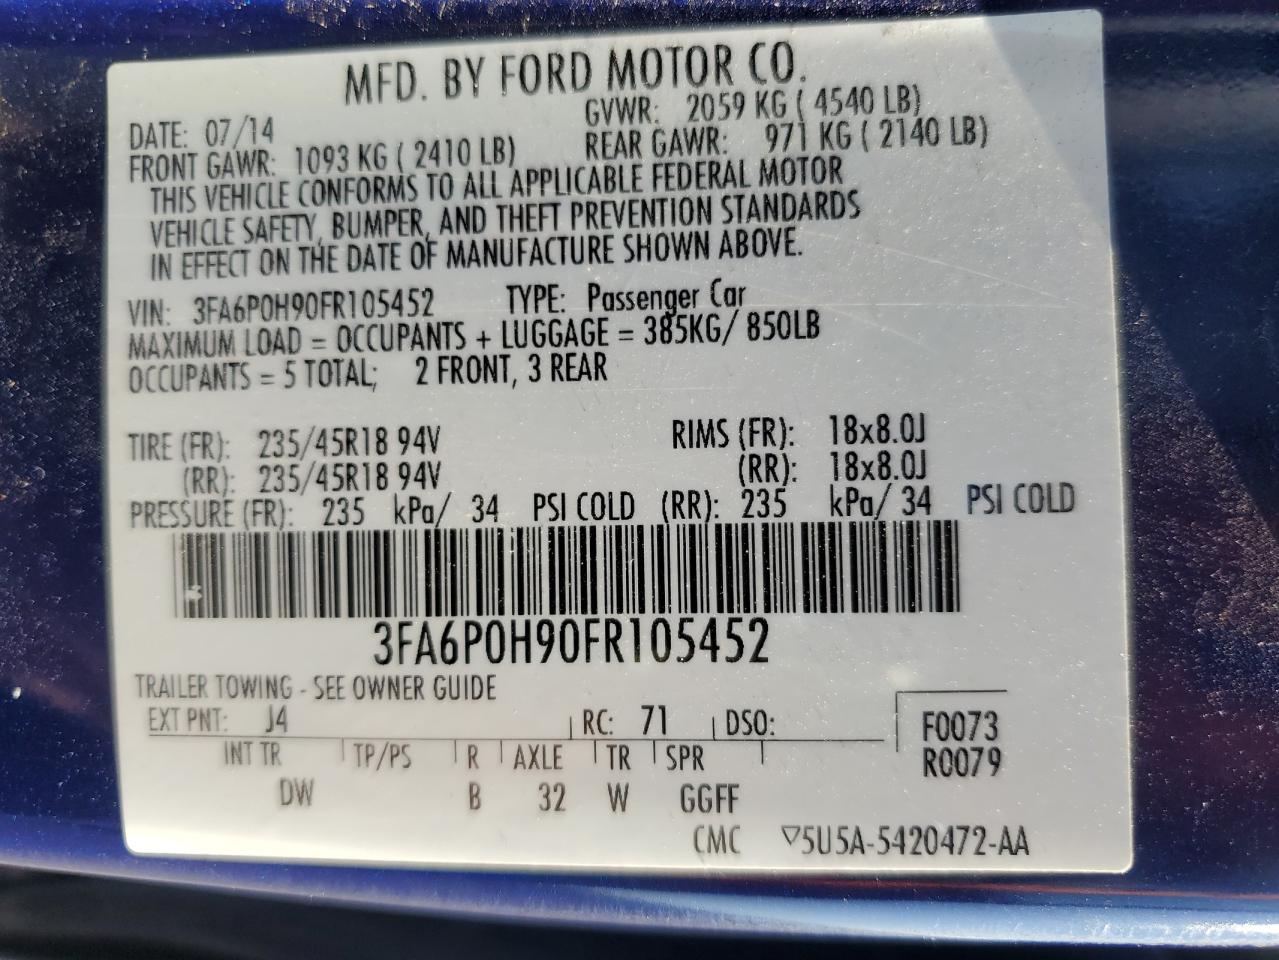 MFD. BY FORD MOTOR CO.
DATE: 07/14 GVWR: 2059 KG ( 4540 LB)
FRONT GAWR: 1093 KG ( 2410 LB) REAR GAWR: 971 KG ( 2140 LB)
THIS VEHICLE CONFORMS TO ALL APPLICABLE FEDERAL MOTOR
VEHICLE SAFETY, BUMPER, AND THEFT PREVENTION STANDARDS
IN EFFECT ON THE DATE OF MANUFACTURE SHOWN ABOVE.
VIN: 3FA6P0H90FR105452 TYPE: Passenger Car
MAXIMUM LOAD = OCCUPANTS + LUGGAGE = 385KG/ 850LB
OCCUPANTS = 5 TOTAL; 2 FRONT, 3 REAR
TIRE (FR): 235/45R18 94V RIMS (FR): 18x8.0J
(RR): 235/45R18 94V (RR): 18x8.0J
PRESSURE (FR): 235 kPa/ 34 PSI COLD (RR): 235 kPa/ 34 PSI COLD
3FA6P0H90FR105452
TRAILER TOWING - SEE OWNER GUIDE
EXT PNT: J4 RC: 71 DSO: F0073
INT TR TP/PS R AXLE TR SPR R0079
DW B 32 W GGFF
CMC ▽5U5A-5420472-AA